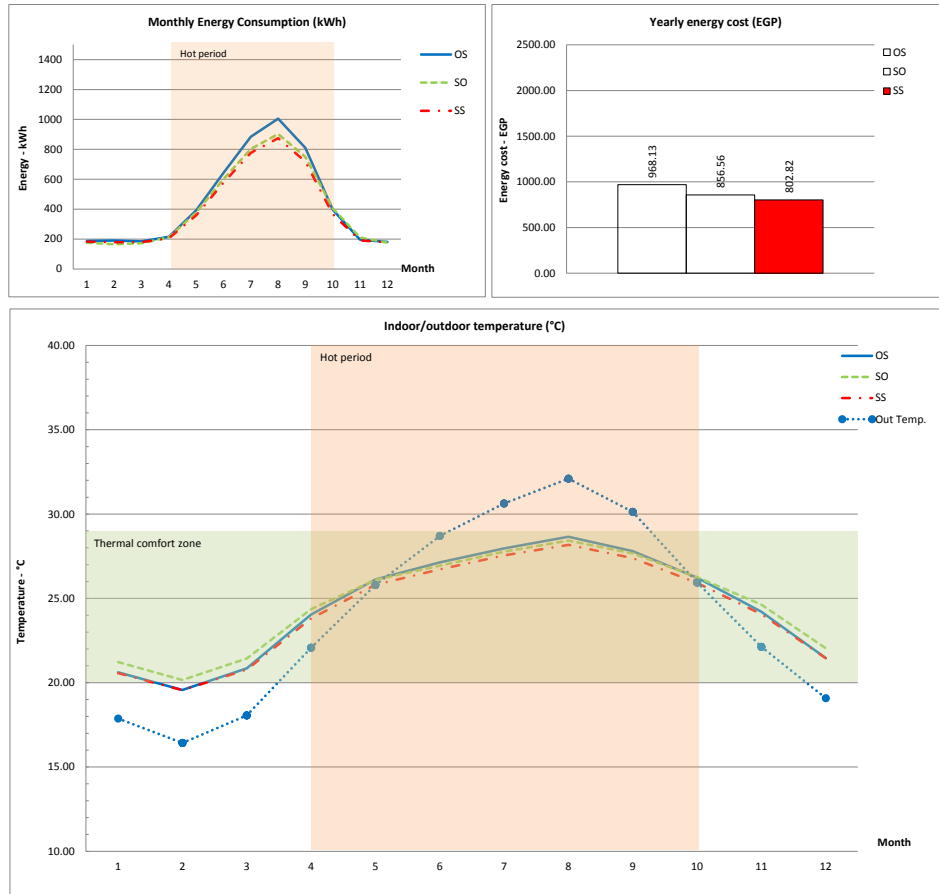 Monthly Energy Consumption (kWh)
Hot period
1400
1200
1000
800
600
400
200
0
Energy - kWh
1 2 3 4 5 6 7 8 9 10 11 12
Month
OS
SO
SS
Yearly energy cost (EGP)
2500.00
2000.00
1500.00
1000.00
500.00
0.00
Energy cost - EGP
968.13
856.56
802.82
OS
SO
SS
Indoor/outdoor temperature (°C)
40.00
35.00
30.00
25.00
20.00
15.00
10.00
Temperature - °C
Hot period
Thermal comfort zone
OS
SO
SS
Out Temp.
Month
1 2 3 4 5 6 7 8 9 10 11 12